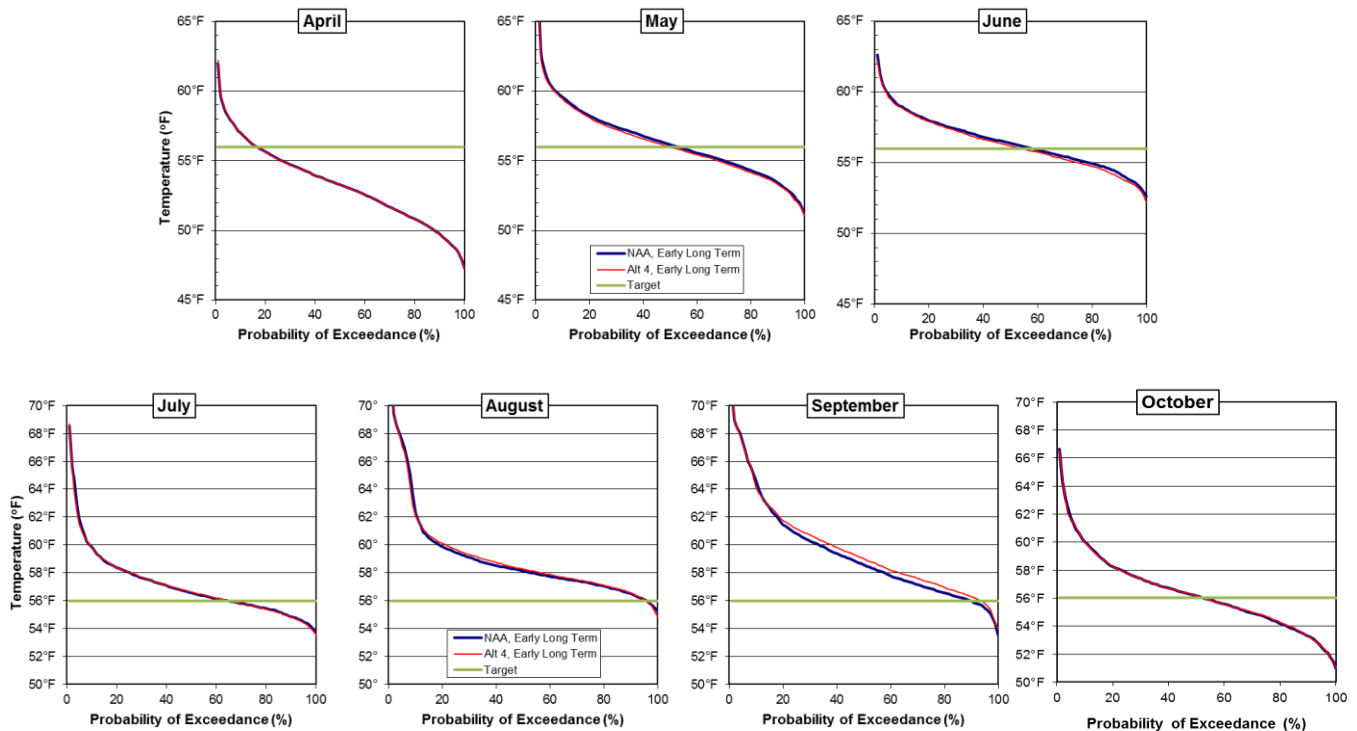 April
May
June
65°F
60°F
55°F
50°F
45°F
Temperature (°F)
0 20 40 60 80 100
Probability of Exceedance (%)
65°F
60°F
55°F
50°F
45°F
NAA, Early Long Term
Alt 4, Early Long Term
Target
0 20 40 60 80 100
Probability of Exceedance (%)
65°F
60°F
55°F
50°F
45°F
0 20 40 60 80 100
Probability of Exceedance (%)
July
August
September
October
70°F
68°F
66°F
64°F
62°F
60°F
58°F
56°F
54°F
52°F
50°F
Temperature (°F)
0 20 40 60 80 100
Probability of Exceedance (%)
70°F
68°F
66°F
64°
62°
60°F
58°F
56°F
54°F
52°F
50°
NAA, Early Long Term
Alt 4, Early Long Term
Target
0 20 40 60 80 100
Probability of Exceedance (%)
70°F
68°F
66°F
64°F
62°F
60°F
58°F
56°F
54°F
52°F
50°F
0 20 40 60 80 100
Probability of Exceedance (%)
70°F
68°F
66°F
64°F
62°F
60°F
58°F
56°F
54°F
52°F
50°F
0 20 40 60 80 100
Probability of Exceedance (%)